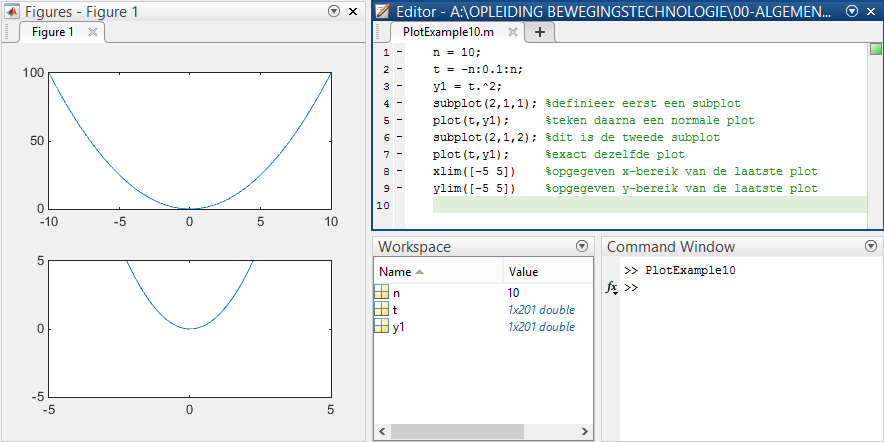 Figures - Figure 1
Figure 1
100
50
0
-10 -5 0 5 10
5
0
-5
-5 0 5
Editor - A:\OPLEIDING BEWEGINGSTECHNOLOGIE\00-ALGEMEN...
PlotExample10.m
1 - n = 10;
2 - t = -n:0.1:n;
3 - y1 = t.^2;
4 - subplot(2,1,1); %definieer eerst een subplot
5 - plot(t,y1); %teken daarna een normale plot
6 - subplot(2,1,2); %dit is de tweede subplot
7 - plot(t,y1); %exact dezelfde plot
8 - xlim([-5 5]) %opgegeven x-bereik van de laatste plot
9 - ylim([-5 5]) %opgegeven y-bereik van de laatste plot
10
Workspace
Name Value
n 10
t 1x201 double
y1 1x201 double
Command Window
>> PlotExample10
fx >>